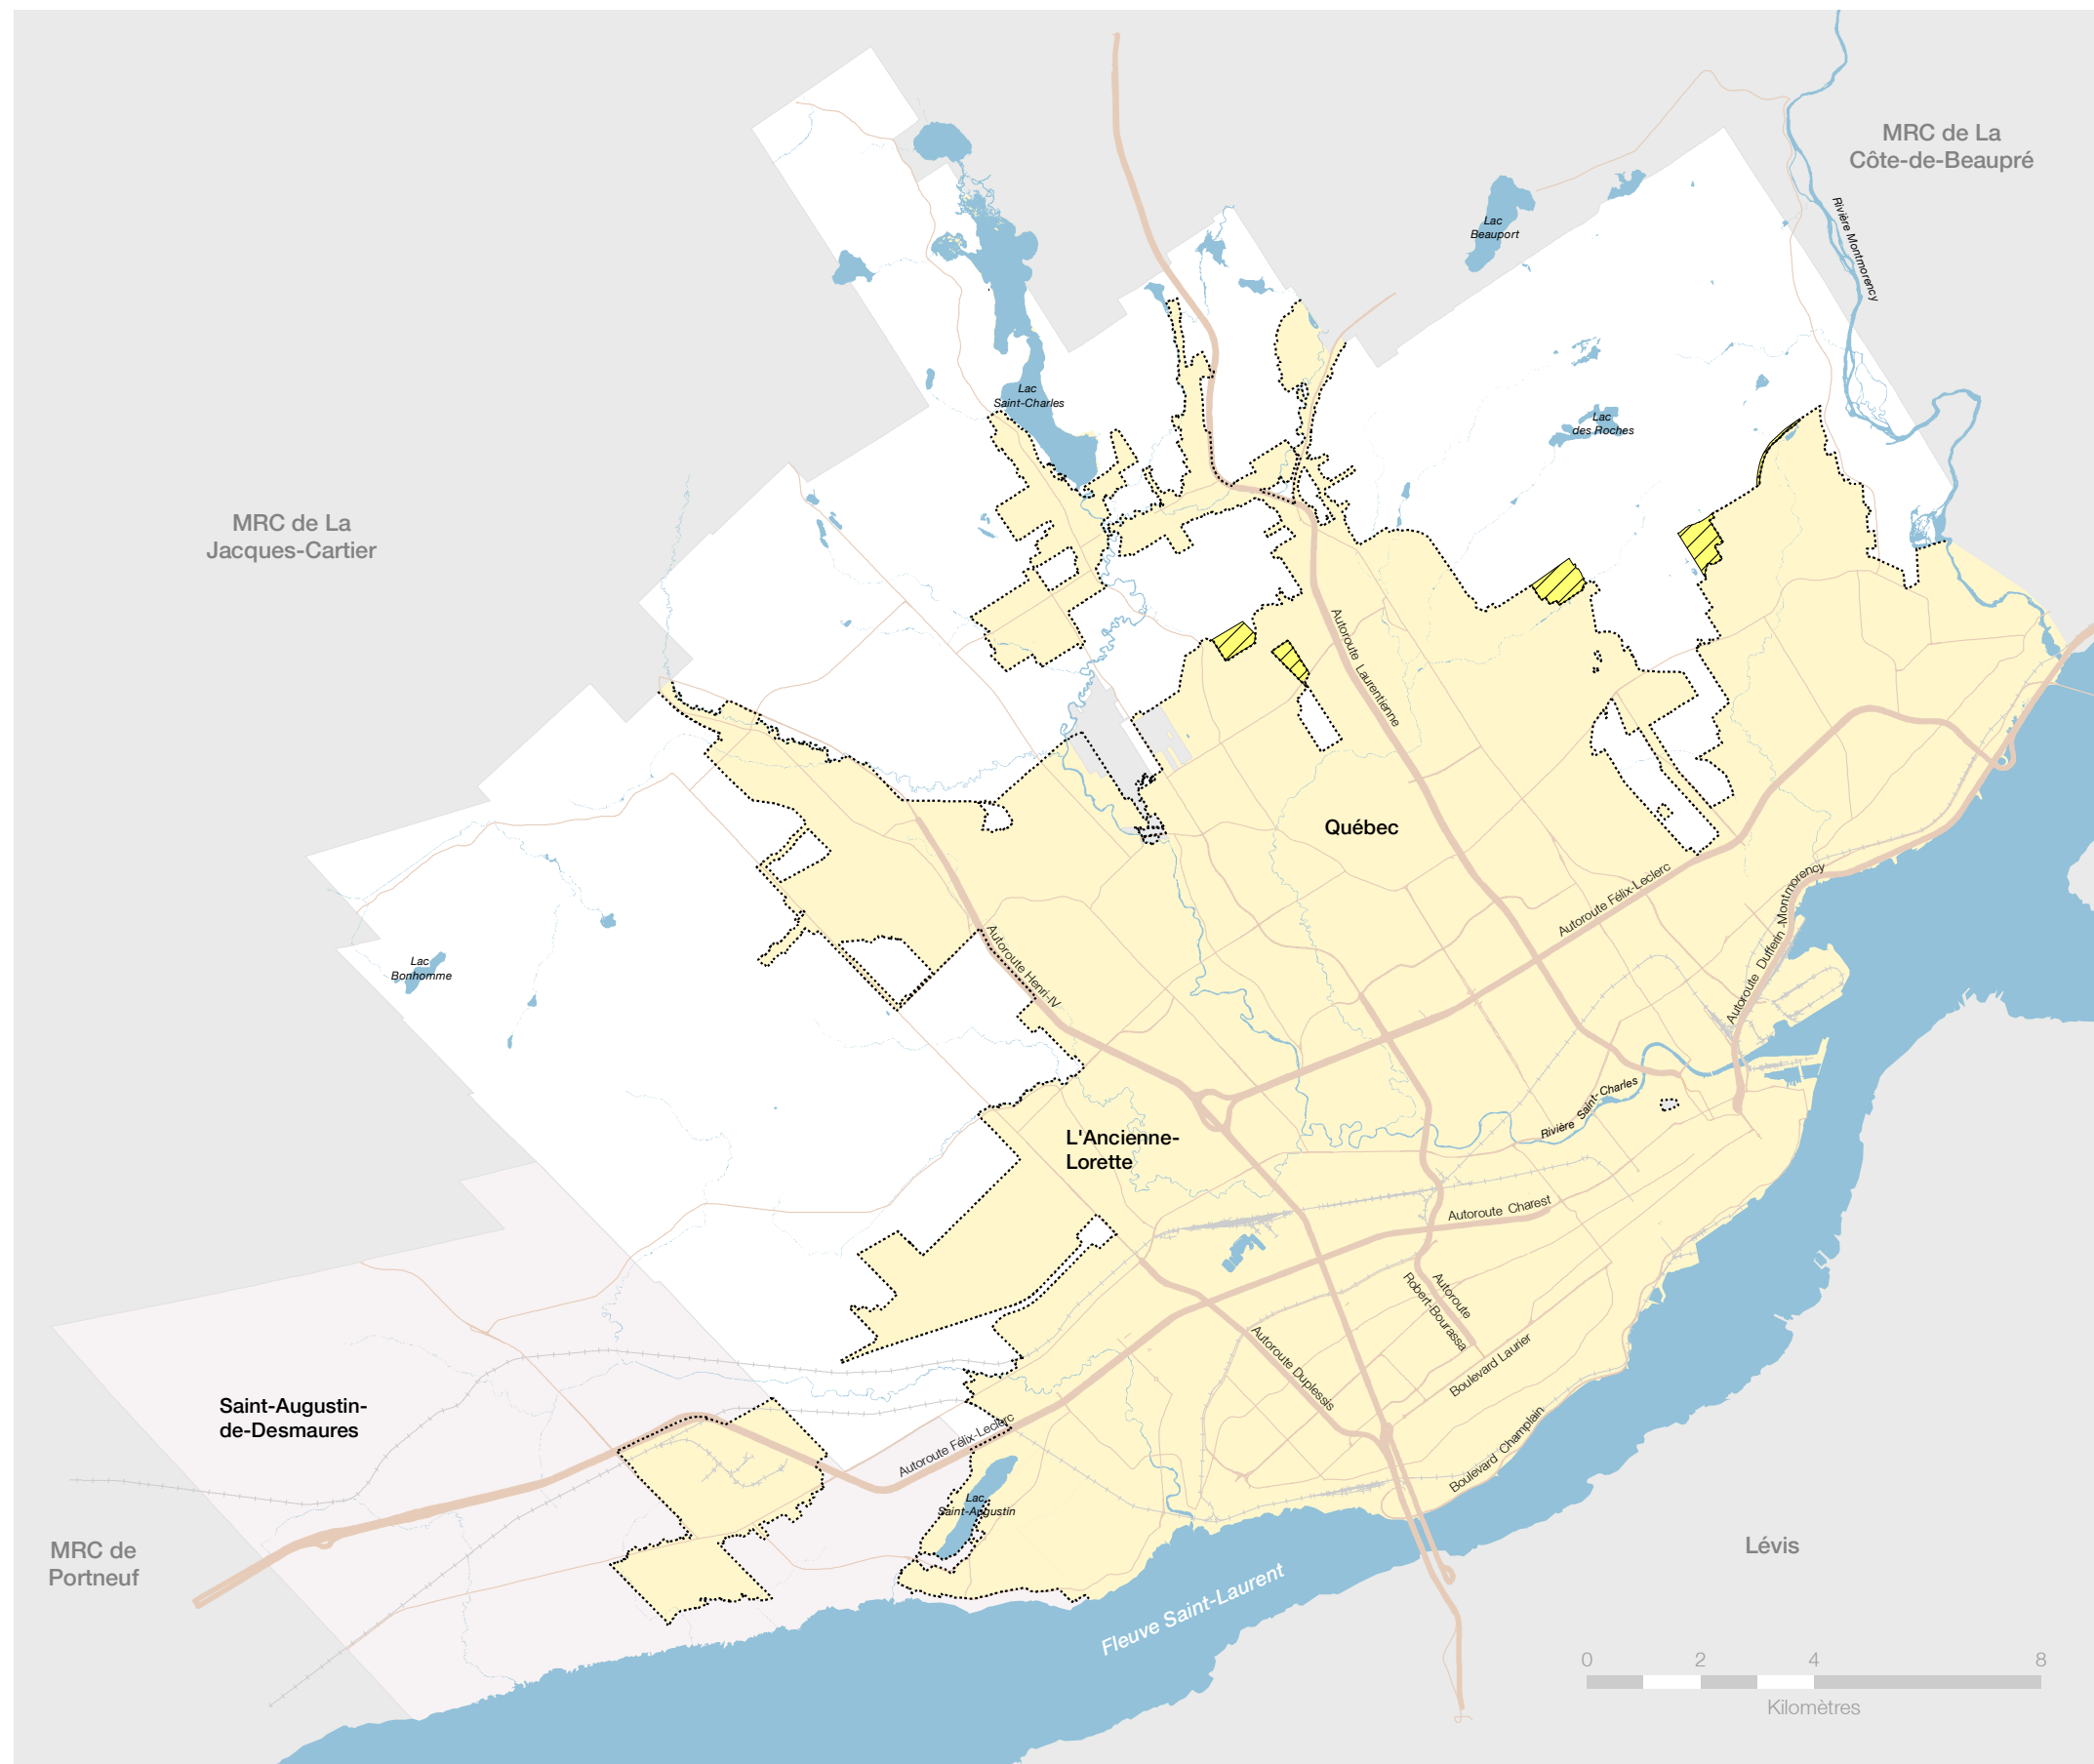 MRC de La
Côte-de-Beaupré
Rivière Montmorency
Lac
Beauport
Lac
Saint-Charles
Lac
des Roches
MRC de La
Jacques-Cartier
Autoroute Laurentienne
Québec
Autoroute Félix-Leclerc
Autoroute Dufferin -Montmorency
Autoroute Henri-IV
Lac
Bonhomme
Rivière Saint-Charles
L'Ancienne-
Lorette
Autoroute Charest
Autoroute
Robert-Bourassa
Autoroute Duplessis
Boulevard Laurier
Saint-Augustin-
de-Desmaures
Autoroute Félix-Leclerc
Boulevard Champlain
Lac
Saint-Augustin
MRC de
Portneuf
Lévis
Fleuve Saint-Laurent
0 2 4 8
Kilomètres